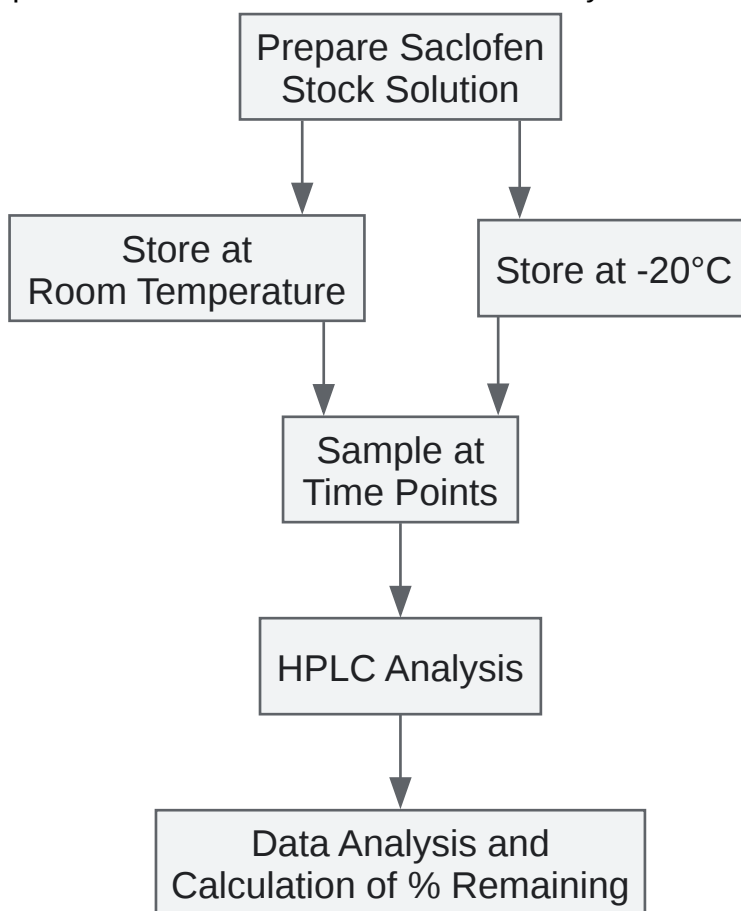 Prepare Saclofen
Stock Solution
Store at
Room Temperature
Store at -20°C
Sample at
Time Points
HPLC Analysis
Data Analysis and
Calculation of % Remaining